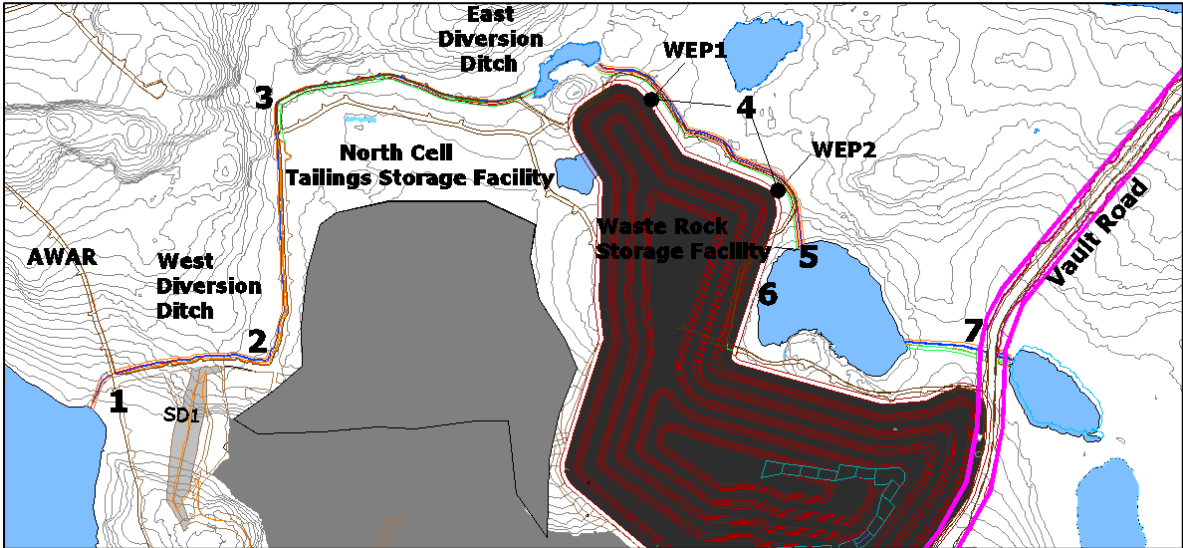 East
Diversion
Ditch
WEP1
3
4
North Cell
Tailings Storage Facility
WEP2
Vault Road
Waste Rock
Storage Facility
5
AWAR
West
Diversion
Ditch
6
7
2
1
SD1